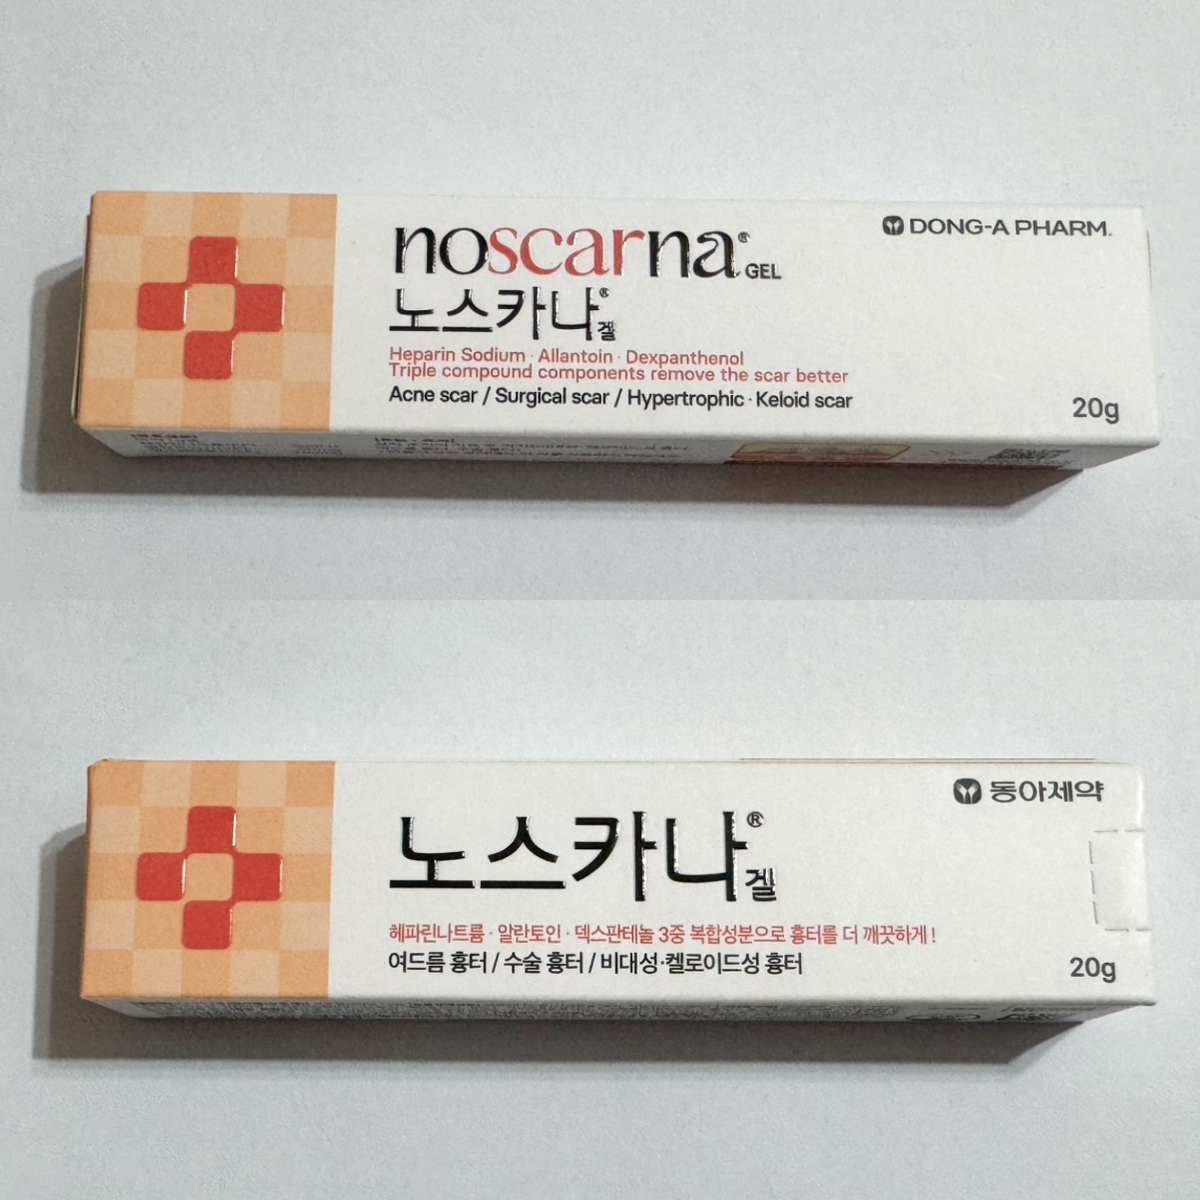 noscarna® GEL
DONG-A PHARM.
노스카나® 겔
Heparin Sodium · Allantoin · Dexpanthenol
Triple compound components remove the scar better
Acne scar / Surgical scar / Hypertrophic · Keloid scar
20g
동아제약
노스카나® 겔
헤파린나트륨 · 알란토인 · 덱스판테놀 3중 복합성분으로 흉터를 더 깨끗하게 !
여드름 흉터 / 수술 흉터 / 비대성·켈로이드성 흉터
20g